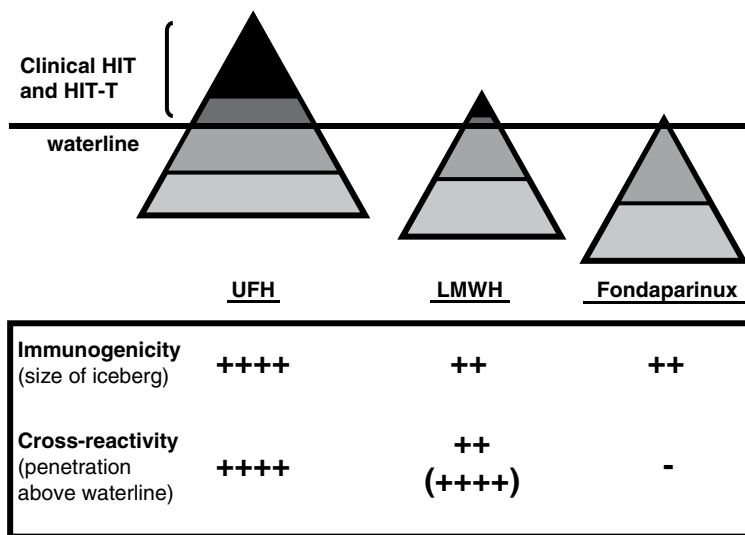 Clinical HIT
and HIT-T
waterline
UFH LMWH Fondaparinux
Immunogenicity
(size of iceberg)
++++ ++ ++
Cross-reactivity
(penetration
above waterline)
++++ ++
(++++) -